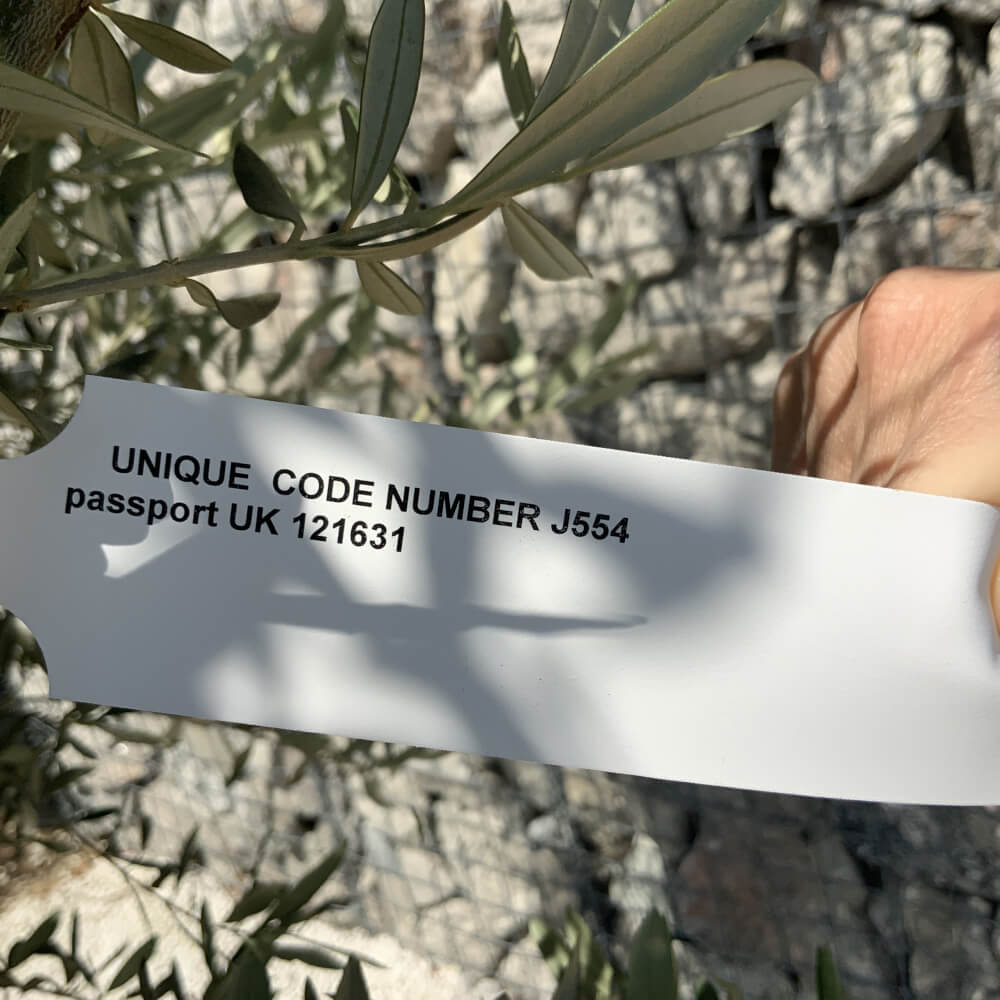 UNIQUE CODE NUMBER J554
passport UK 121631